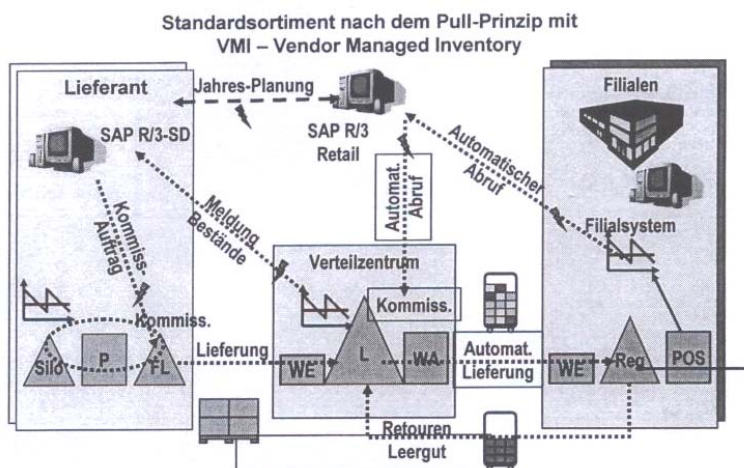 Standardsortiment nach dem Pull-Prinzip mit
VMI – Vendor Managed Inventory
Lieferant
Jahres-Planung
Filialen
SAP R/3-SD
SAP R/3
Retail
Automatischer
Abruf
Kommiss-
Auftrag
Meldung
Bestände
Automat.
Abruf
Filialsystem
Verteilzentrum
Kommiss.
Kommiss.
Silo
P
FL
Lieferung
WE
L
WA
Automat.
Lieferung
WE
Reg
POS
Retouren
Leergut